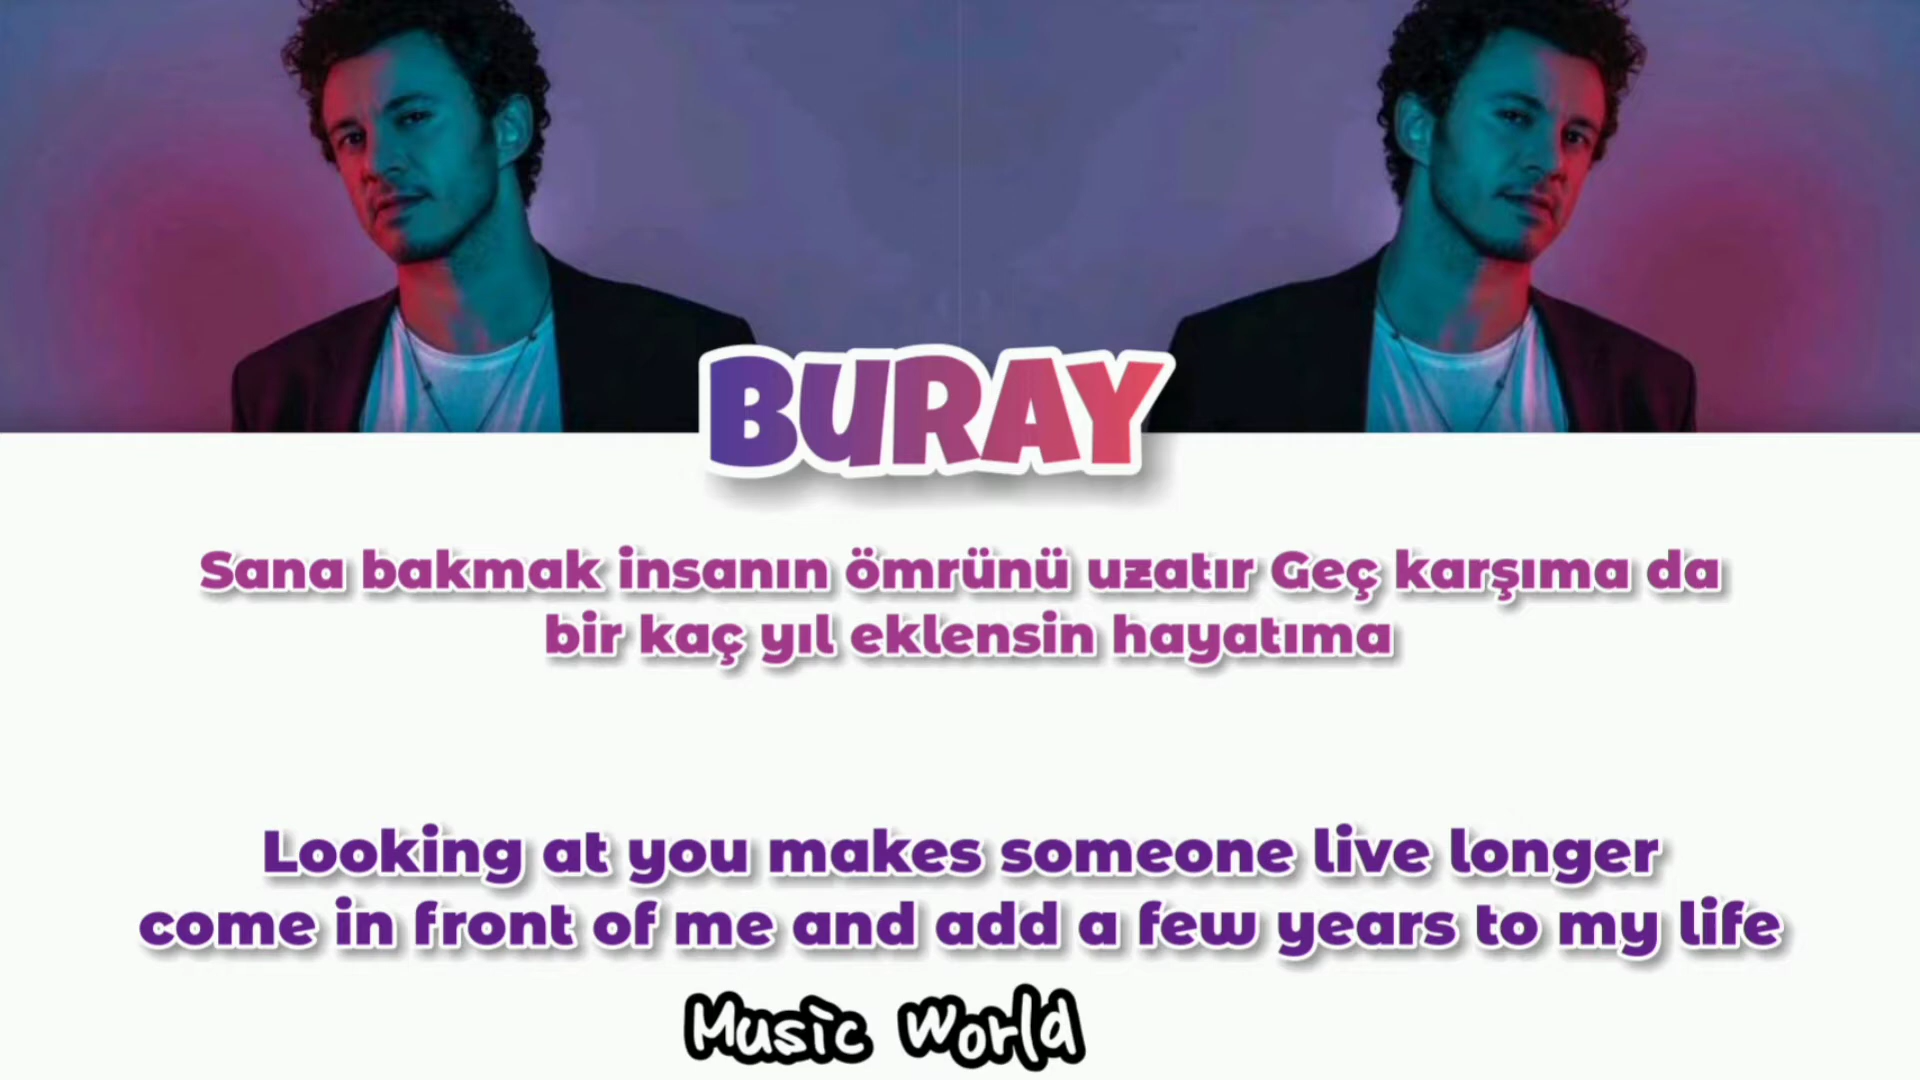 BURAY
Sana bakmak insanın ömrünü uzatır Geç karşıma da
bir kaç yıl eklensin hayatıma
Looking at you makes someone live longer
come in front of me and add a few years to my life
Music World